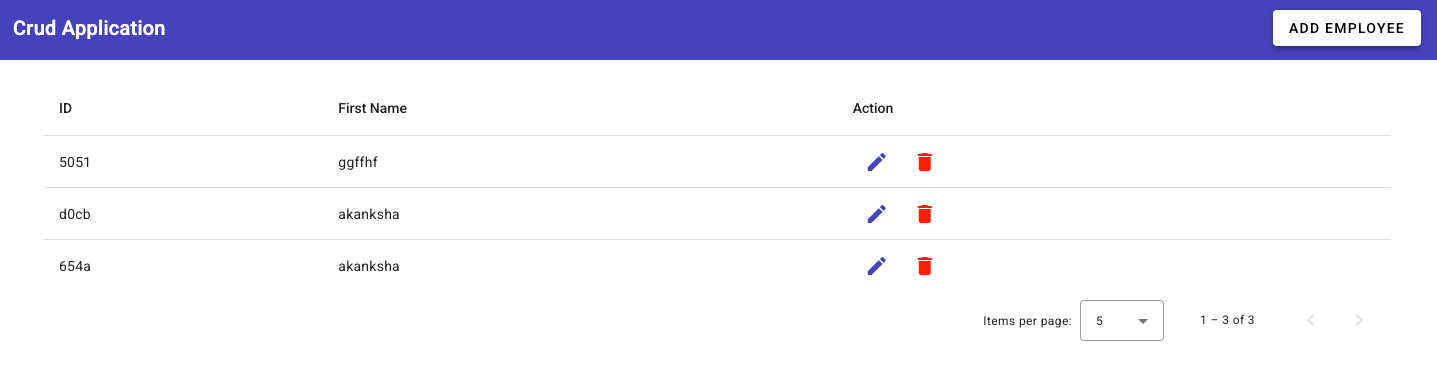 Crud Application ADD EMPLOYEE
ID First Name Action
5051 ggffhf
d0cb akanksha
654a akanksha
Items per page: 5 1 – 3 of 3